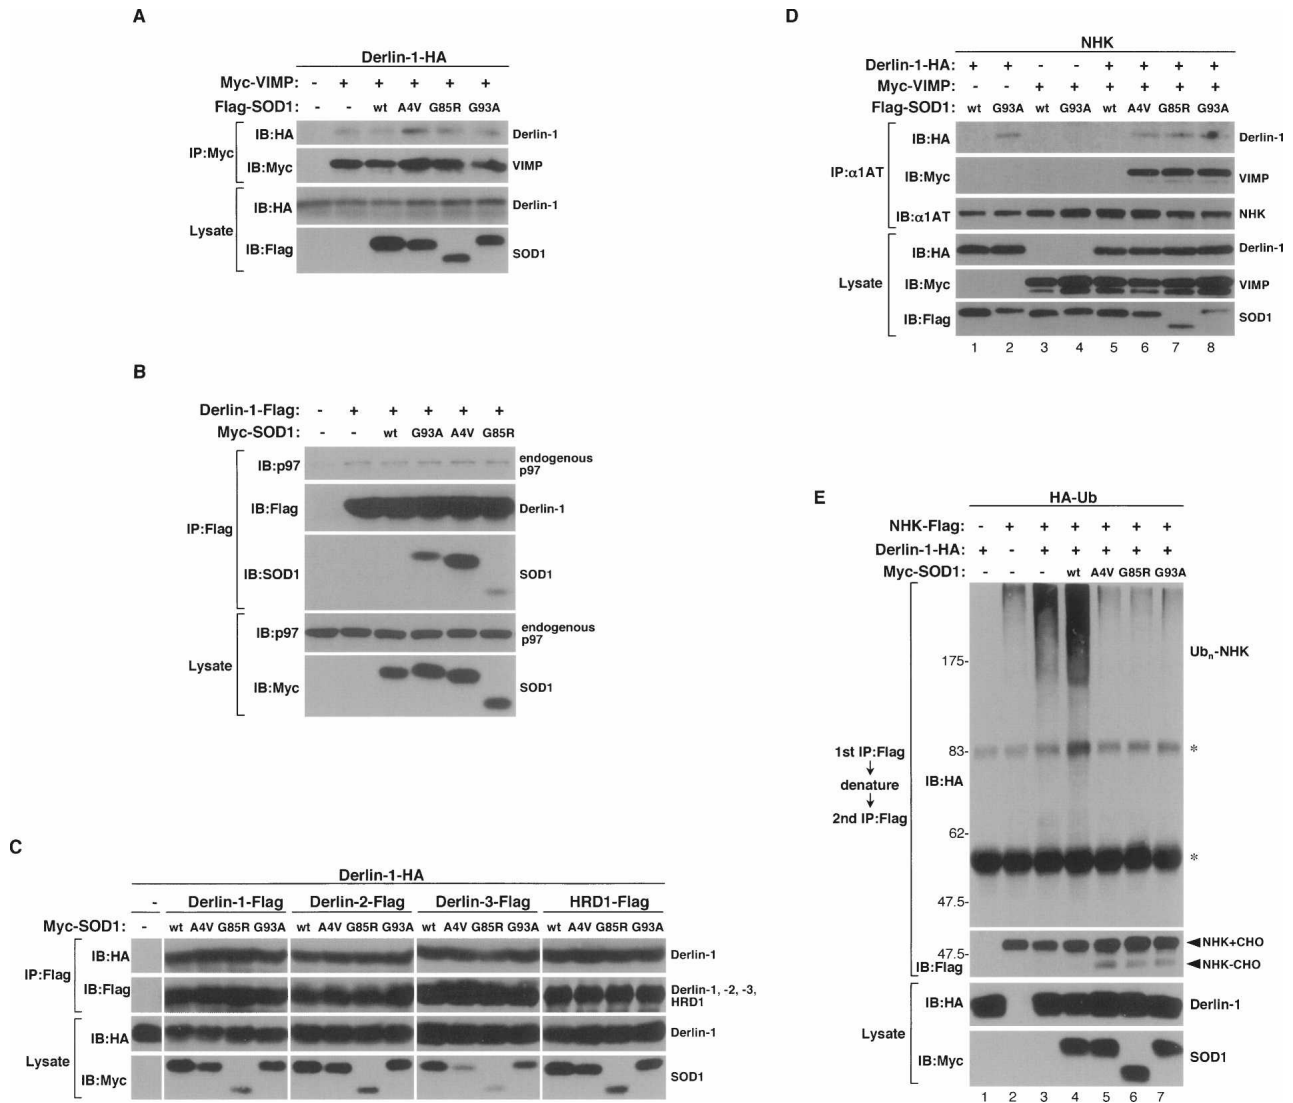 A
Derlin-1-HA
Myc-VIMP: - + + + + +
Flag-SOD1: - - wt A4V G85R G93A
IP:Myc
IB:HA Derlin-1
IB:Myc VIMP
Lysate
IB:HA Derlin-1
IB:Flag SOD1
B
Derlin-1-Flag: - + + + + +
Myc-SOD1: - - wt G93A A4V G85R
IP:Flag
IB:p97 endogenous p97
IB:Flag Derlin-1
IB:SOD1 SOD1
Lysate
IB:p97 endogenous p97
IB:Myc SOD1
C
Derlin-1-HA
- Derlin-1-Flag Derlin-2-Flag Derlin-3-Flag HRD1-Flag
Myc-SOD1: - wt A4V G85R G93A wt A4V G85R G93A wt A4V G85R G93A wt A4V G85R G93A
IP:Flag
IB:HA Derlin-1
IB:Flag Derlin-1, -2, -3, HRD1
Lysate
IB:HA Derlin-1
IB:Myc SOD1
D
NHK
Derlin-1-HA: + + - - + + + +
Myc-VIMP: - - + + + + + +
Flag-SOD1: wt G93A wt G93A wt A4V G85R G93A
IP:α1AT
IB:HA Derlin-1
IB:Myc VIMP
IB:α1AT NHK
Lysate
IB:HA Derlin-1
IB:Myc VIMP
IB:Flag SOD1
1 2 3 4 5 6 7 8
E
HA-Ub
NHK-Flag: - + + + + + +
Derlin-1-HA: + - + + + + +
Myc-SOD1: - - - wt A4V G85R G93A
Ubn-NHK
175-
1st IP:Flag
↓
denature
↓
2nd IP:Flag
83- *
IB:HA
62-
*
47.5-
NHK+CHO
47.5-
IB:Flag NHK-CHO
Lysate
IB:HA Derlin-1
IB:Myc SOD1
1 2 3 4 5 6 7